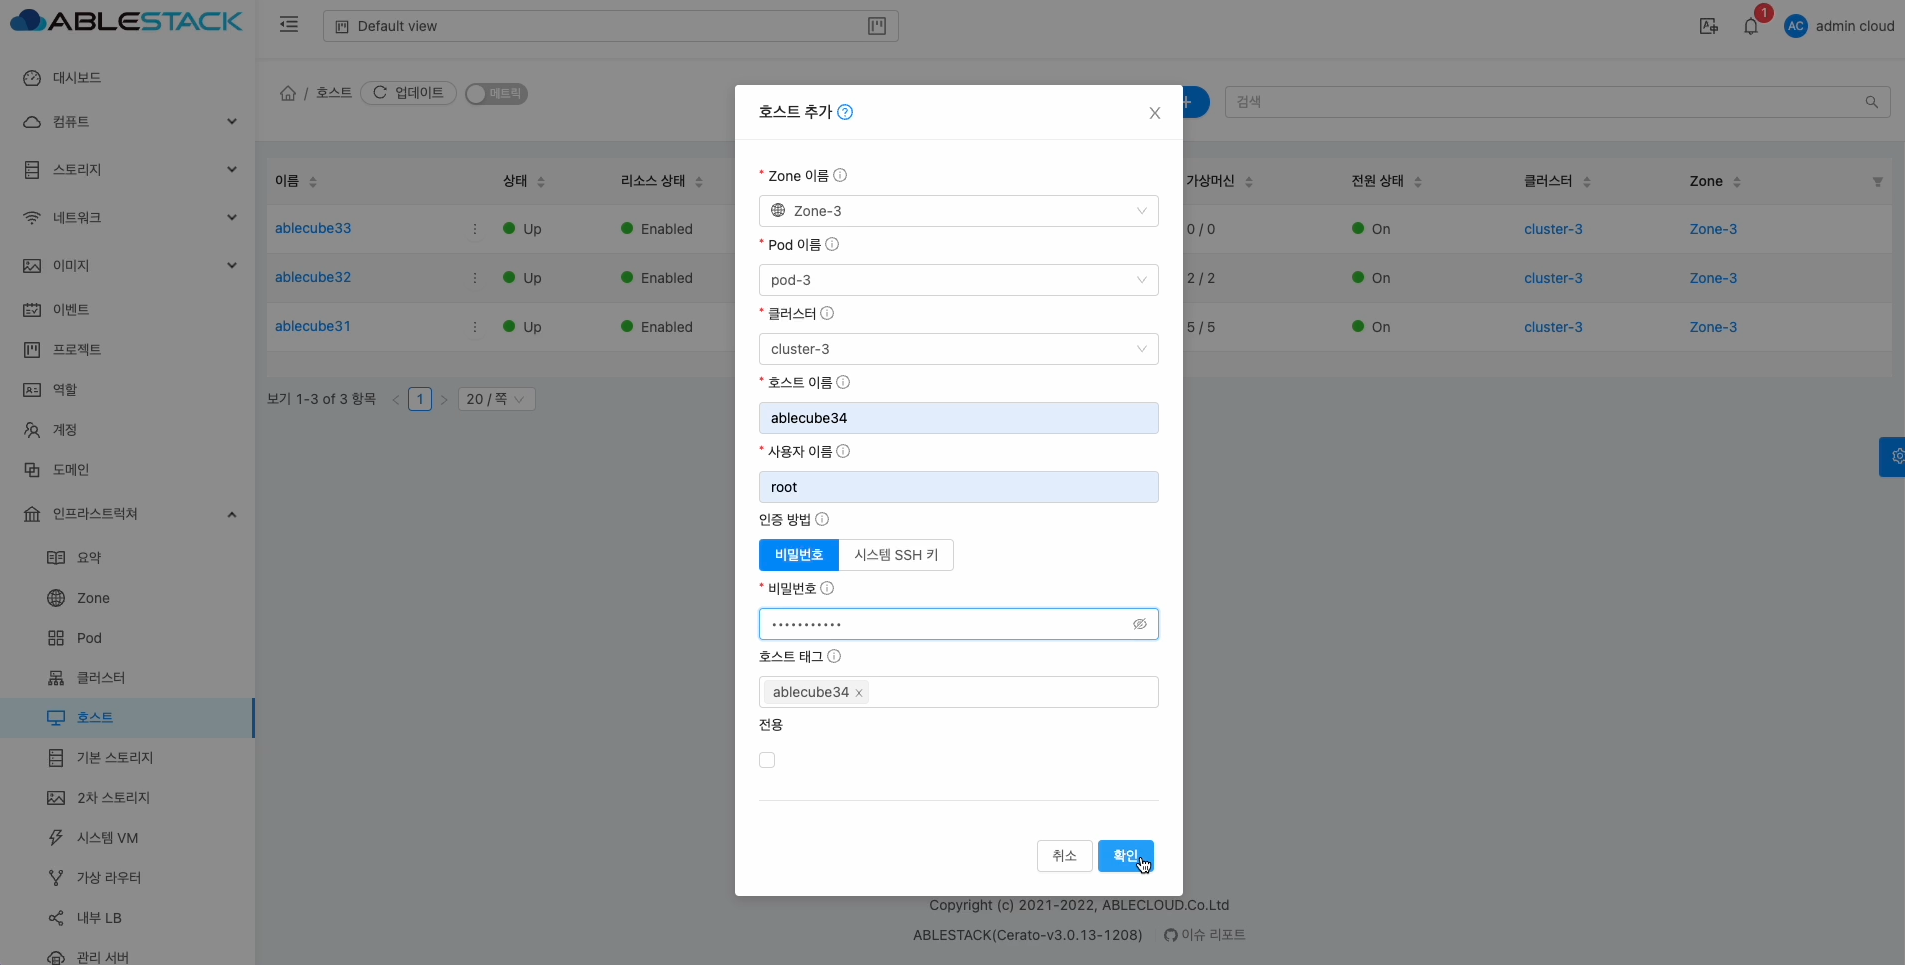 ABLESTACK
Default view
1
AC admin cloud
대시보드
컴퓨트
스토리지
네트워크
이미지
이벤트
프로젝트
역할
계정
도메인
인프라스트럭쳐
요약
Zone
Pod
클러스터
호스트
기본 스토리지
2차 스토리지
시스템 VM
가상 라우터
내부 LB
관리 서버
/ 호스트 업데이트 메트릭
+
검색
이름 상태 리소스 상태 가상머신 전원 상태 클러스터 Zone
ablecube33 Up Enabled 0 / 0 On cluster-3 Zone-3
ablecube32 Up Enabled 2 / 2 On cluster-3 Zone-3
ablecube31 Up Enabled 5 / 5 On cluster-3 Zone-3
보기 1-3 of 3 항목 < 1 > 20 / 쪽
호스트 추가
* Zone 이름
Zone-3
* Pod 이름
pod-3
* 클러스터
cluster-3
* 호스트 이름
ablecube34
* 사용자 이름
root
인증 방법
비밀번호 시스템 SSH 키
* 비밀번호
•••••••••••
호스트 태그
ablecube34 ×
전용
취소 확인
Copyright (c) 2021-2022, ABLECLOUD.Co.Ltd
ABLESTACK(Cerato-v3.0.13-1208) 이슈 리포트